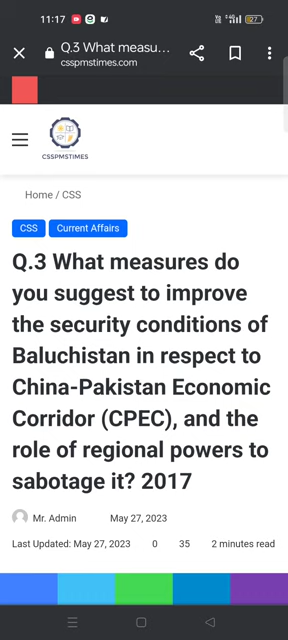 11:17
27
Q.3 What measu...
csspmstimes.com
CSSPMSTIMES
Home / CSS
CSS
Current Affairs
Q.3 What measures do
you suggest to improve
the security conditions of
Baluchistan in respect to
China-Pakistan Economic
Corridor (CPEC), and the
role of regional powers to
sabotage it? 2017
Mr. Admin May 27, 2023
Last Updated: May 27, 2023 0 35 2 minutes read